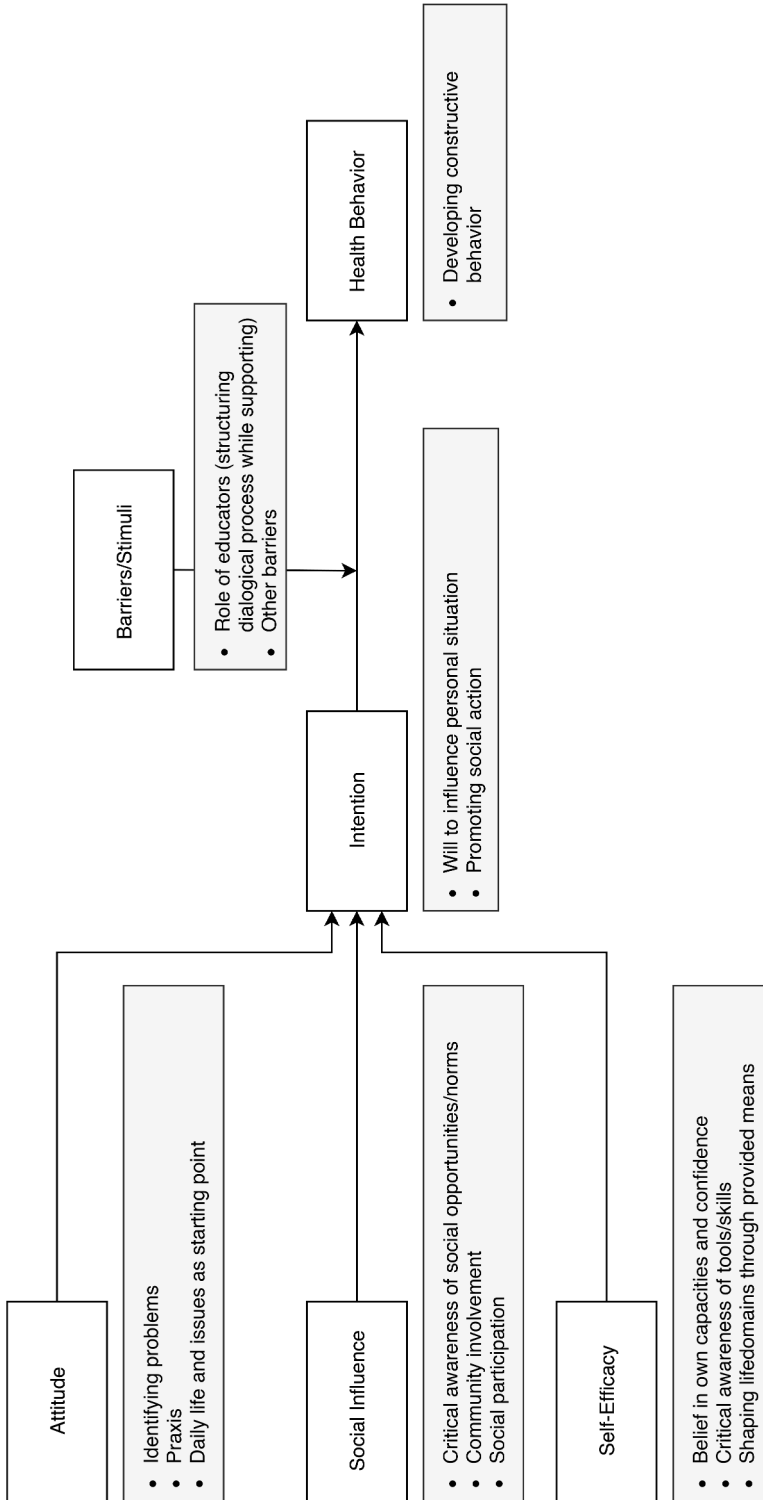 Attitude
• Identifying problems
• Praxis
• Daily life and issues as starting point
Social Influence
• Critical awareness of social opportunities/norms
• Community involvement
• Social participation
Self-Efficacy
• Belief in own capacities and confidence
• Critical awareness of tools/skills
• Shaping lifedomains through provided means
Intention
• Will to influence personal situation
• Promoting social action
Barriers/Stimuli
• Role of educators (structuring
dialogical process while supporting)
• Other barriers
Health Behavior
• Developing constructive
behavior